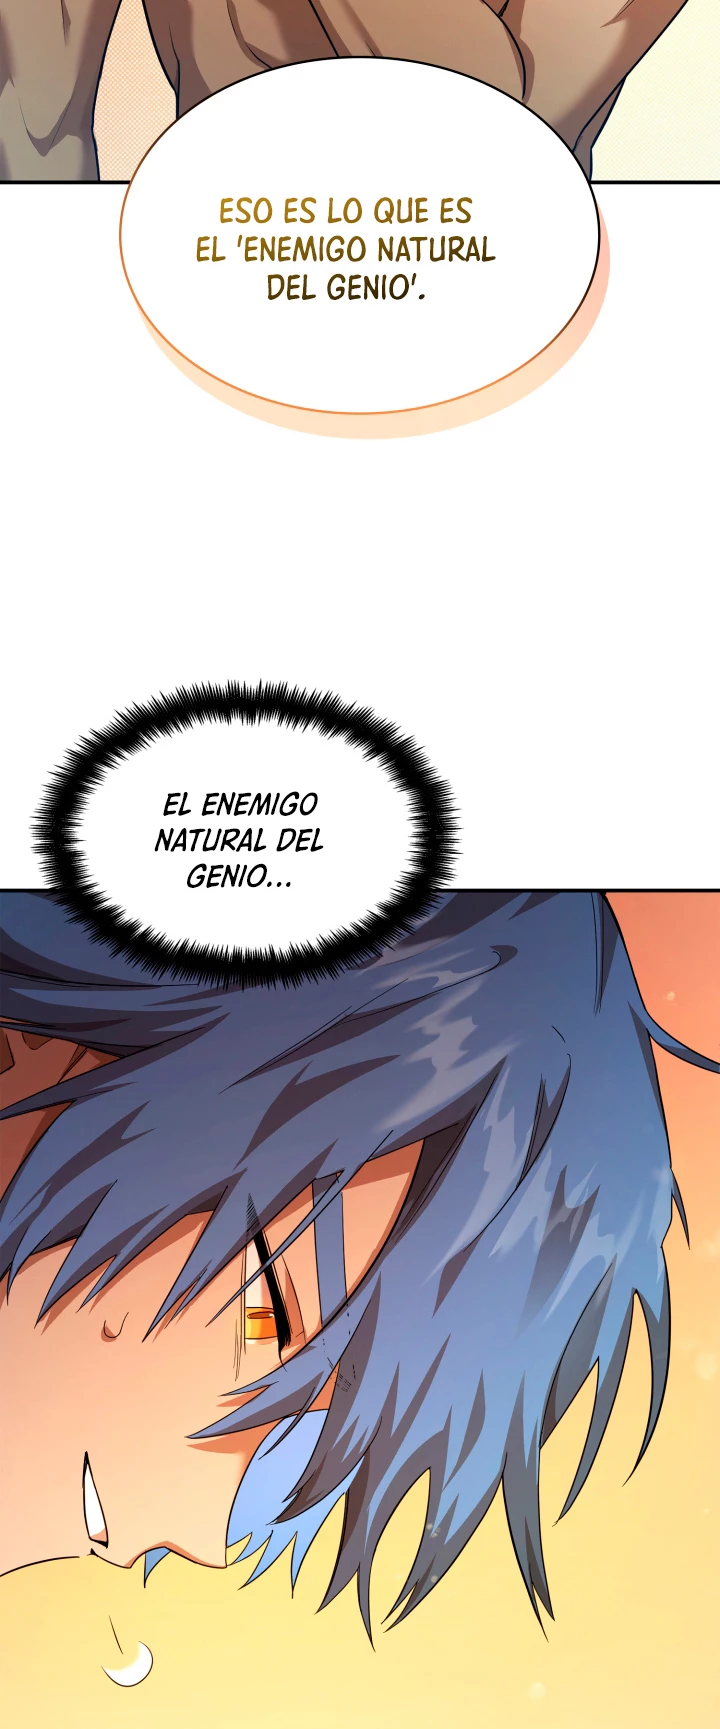 ESO ES LO QUE ES
EL 'ENEMIGO NATURAL
DEL GENIO'.
EL ENEMIGO
NATURAL DEL
GENIO...